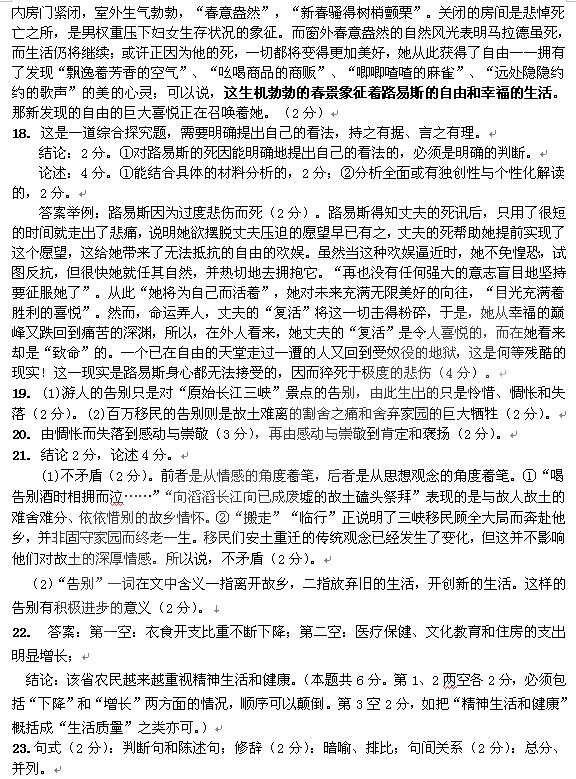 内房门紧闭，室外生气勃勃，“春意盎然”，“新春骚得树梢颤栗”。关闭的房间是悲悼死
亡之所，是男权重压下妇女生存状况的象征。而窗外春意盎然的自然风光表明马拉德虽死，
而生活仍将继续；或许正因为他的死，一切都将变得更加美好，她从此获得了自由一一拥有
了发现“飘逸着芳香的空气”、“吆喝商品的商贩”、“唧唧喳喳的麻雀”、“远处隐隐约
约的歌声”的美的心灵；可以说，这生机勃勃的春景象征着路易斯的自由和幸福的生活。
那新发现的自由的巨大喜悦正在召唤着她。（2分）
18. 这是一道综合探究题，需要明确提出自己的看法，持之有据、言之有理。
结论：2分。①对路易斯的死因能明确地提出自己的看法的，必须是明确的判断。
论述：4分。①能结合具体的材料分析的，2分；②分析全面或有独创性与个性化解读
的，2分。
答案举例：路易斯因为过度悲伤而死（2分）。路易斯得知丈夫的死讯后，只用了很短
的时间就走出了悲痛，说明她欲摆脱丈夫压迫的愿望早已有之，丈夫的死帮助她提前实现了
这个愿望，这给她带来了无法抵抗的自由的欢娱。虽然当这种欢娱逼近时，她不免惶恐，试
图反抗，但很快她就任其自然，并热切地去拥抱它。“再也没有任何强大的意志盲目地坚持
要征服她了”。从此“她将为自己而活着”，她对未来充满无限美好的向往，“目光充满着
胜利的喜悦”。然而，命运弄人，丈夫的“复活”将这一切击得粉碎，于是，她从幸福的巅
峰又跌回到痛苦的深渊，所以，在外人看来，她丈夫的“复活”是令人喜悦的，而在她看来
却是“致命”的。一个已在自由的天堂走过一遭的人又回到受奴役的地狱，这是何等残酷的
现实！这一现实是路易斯身心都无法接受的，因而猝死于极度的悲伤（4分）。
19. (1)游人的告别只是对“原始长江三峡”景点的告别，由此生出的只是怜惜、惆怅和失
落（2分）。(2)百万移民的告别则是故土难离的割舍之痛和舍弃家园的巨大牺牲（2分）。
20. 由惆怅而失落到感动与崇敬（3分），再由感动与崇敬到肯定和褒扬（2分）。
21. 结论2分，论述4分。
(1)不矛盾（2分）。前者是从情感的角度着笔，后者是从思想观念的角度着笔。①“喝
告别酒时相拥而泣……”“向滔滔长江向已成废墟的故土磕头祭拜”表现的是与故人故土的
难舍难分、依依惜别的故乡情怀。②“搬走”“临行”正说明了三峡移民顾全大局而奔赴他
乡，并非固守家园而终老一生。移民们安土重迁的传统观念已经发生了变化，但这并不影响
他们对故土的深厚情感。所以说，不矛盾（2分）。
（2）“告别”一词在文中含义一指离开故乡，二指放弃旧的生活，开创新的生活。这样的
告别有积极进步的意义（2分）。
22. 答案：第一空：衣食开支比重不断下降；第二空：医疗保健、文化教育和住房的支出
明显增长；
结论：该省农民越来越重视精神生活和健康。（本题共6分。第1、2两空各2分，必须包
括“下降”和“增长”两方面的情况，顺序可以颠倒。第3空2分，如把“精神生活和健康”
概括成“生活质量”之类亦可。）
23.句式（2分）：判断句和陈述句；修辞（2分）：暗喻、排比；句间关系（2分）：总分、
并列。